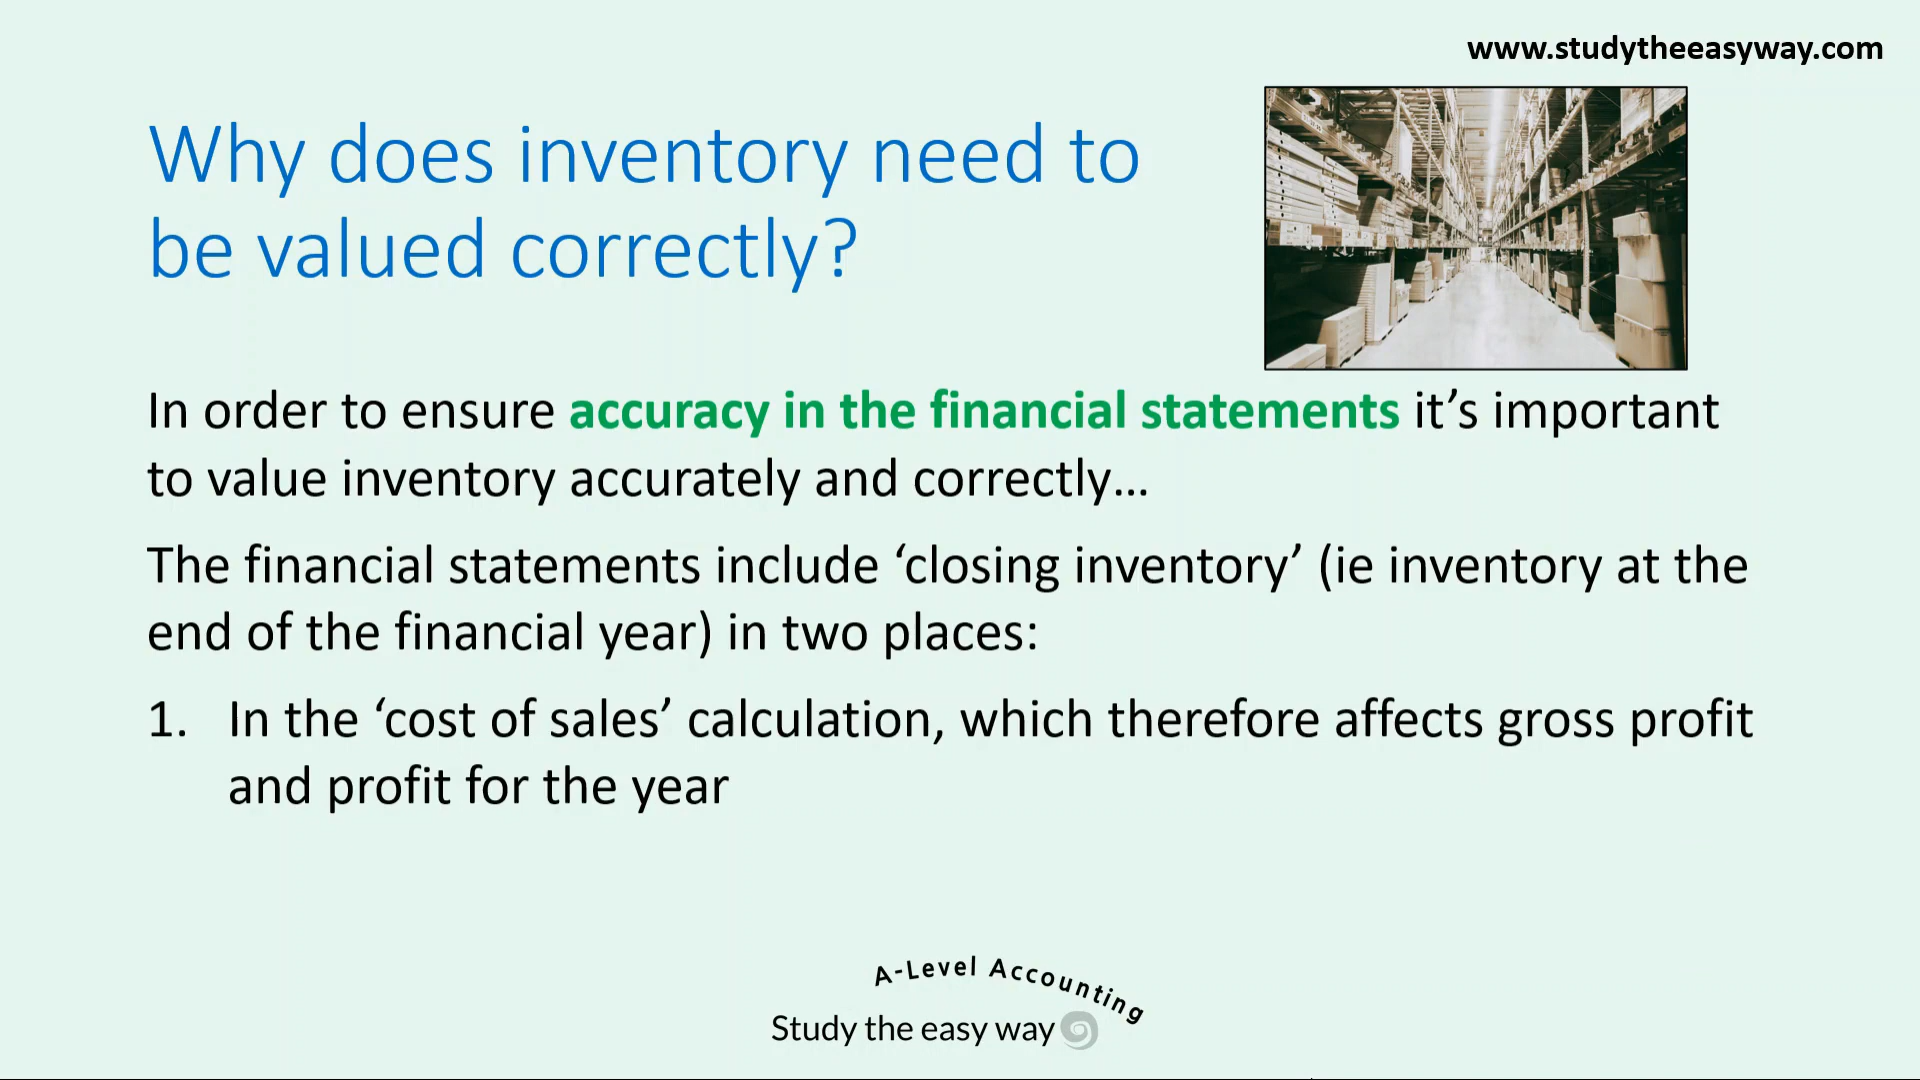 www.studytheeasyway.com
Why does inventory need to
be valued correctly?
In order to ensure accuracy in the financial statements it’s important
to value inventory accurately and correctly…
The financial statements include ‘closing inventory’ (ie inventory at the
end of the financial year) in two places:
1. In the ‘cost of sales’ calculation, which therefore affects gross profit
and profit for the year
A-Level Accounting
Study the easy way